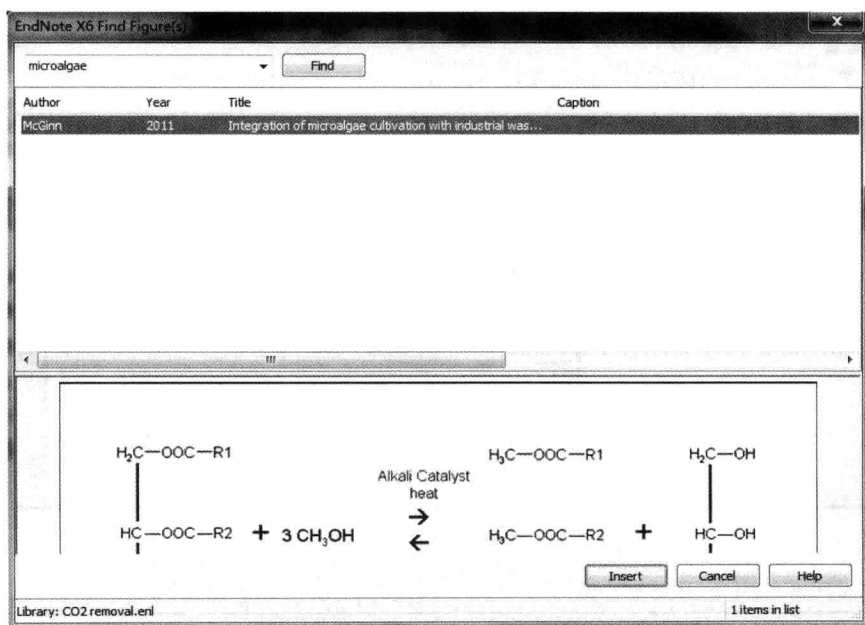 EndNote X6 Find Figure(s)
x
microalgae Find
Author Year Title Caption
McGinn 2011 Integration of microalgae cultivation with industrial was...
H₂C—OOC—R1 H₃C—OOC—R1 H₂C—OH
Alkali Catalyst
heat
HC—OOC—R2 + 3 CH₃OH → ← H₃C—OOC—R2 + HC—OH
Insert Cancel Help
Library: CO2 removal.enl 1 items in list